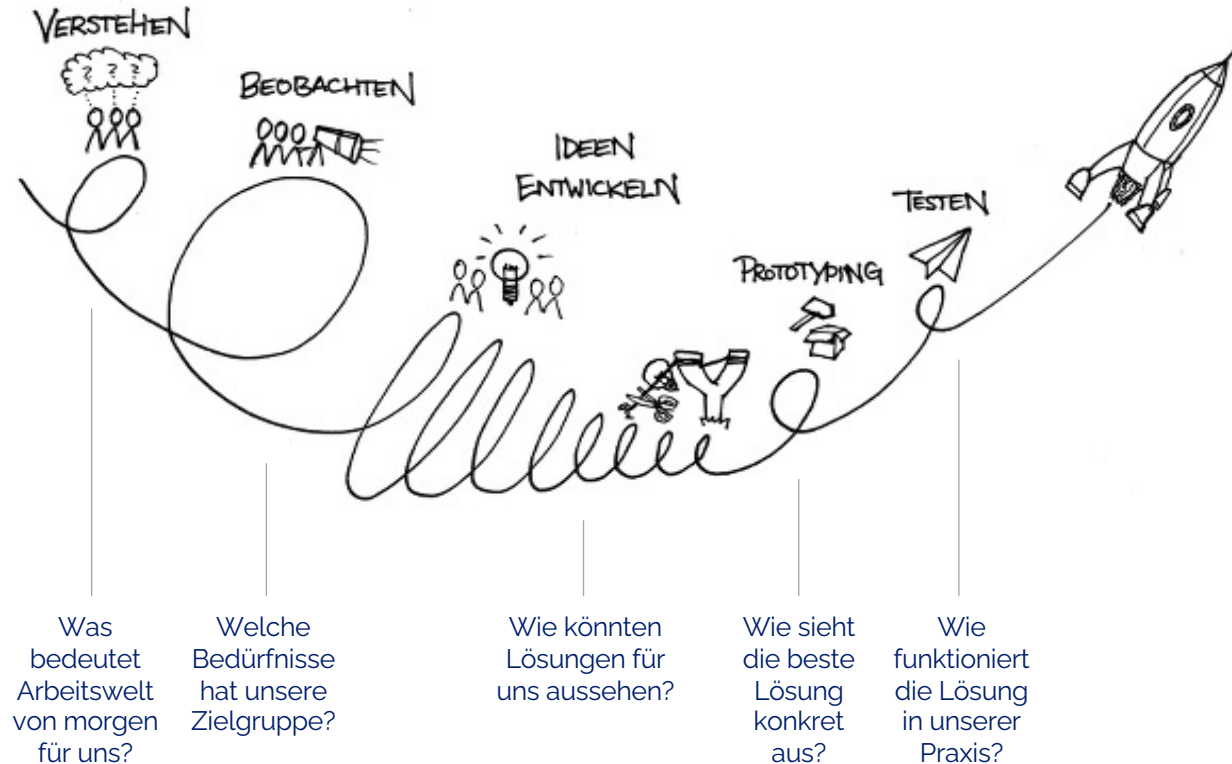 VERSTEHEN
? ? ?
BEOBACHTEN
IDEEN
ENTWICKELN
PROTOTYPING
TESTEN
Was
bedeutet
Arbeitswelt
von morgen
für uns?
Welche
Bedürfnisse
hat unsere
Zielgruppe?
Wie könnten
Lösungen für
uns aussehen?
Wie sieht
die beste
Lösung
konkret
aus?
Wie
funktioniert
die Lösung
in unserer
Praxis?